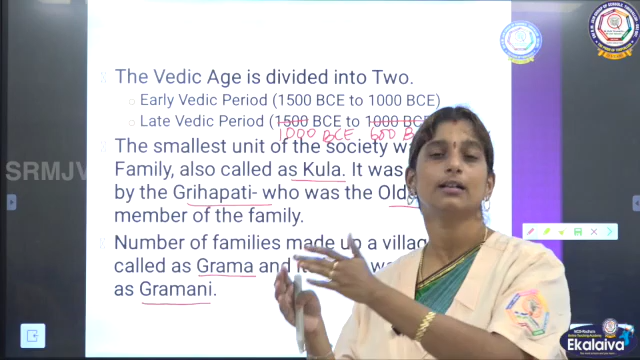 The Vedic Age is divided into Two.
Early Vedic Period (1500 BCE to 1000 BCE)
Late Vedic Period (1500 BCE to 1000 BCE)
1000 BCE 600 B
The smallest unit of the society w
Family, also called as Kula. It was
by the Grihapati- who was the Old
member of the family.
Number of families made up a villag
called as Grama and it
as Gramani.
SRMJV
Ekalaiva